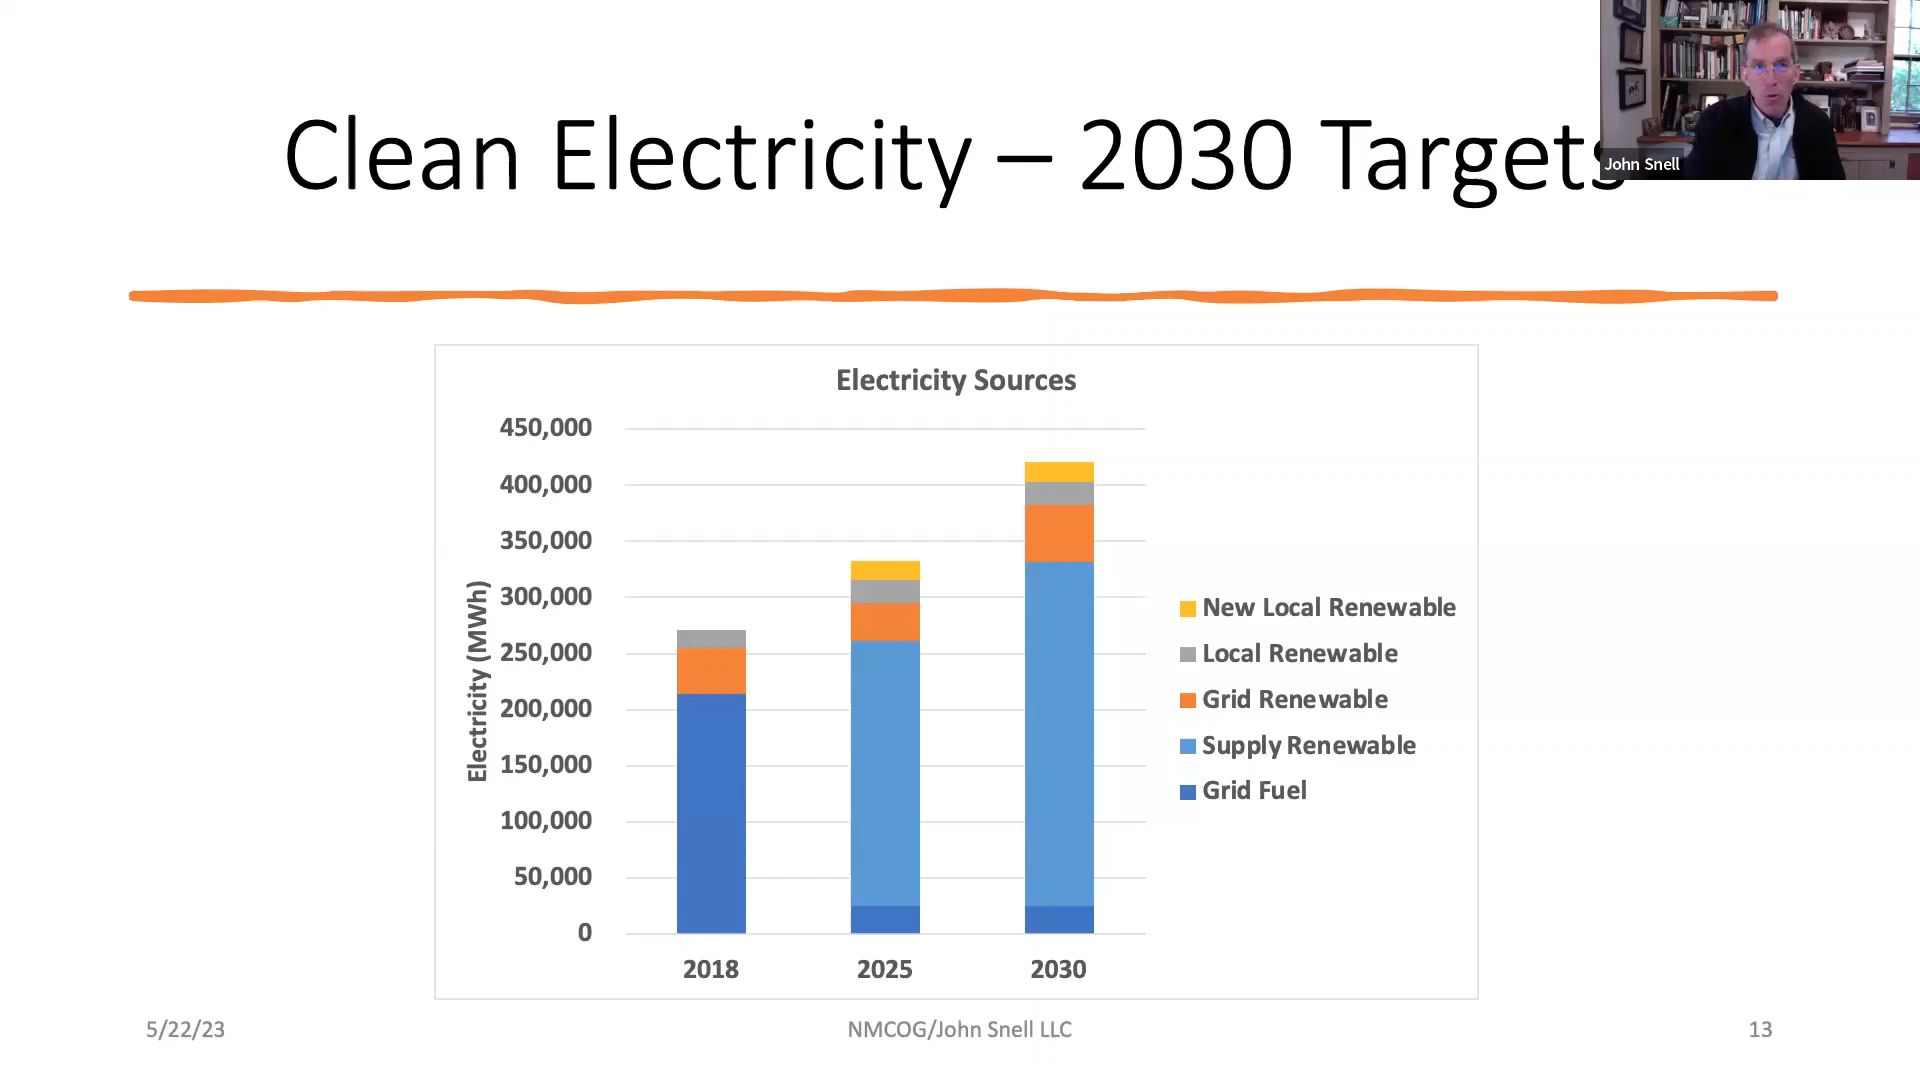 Clean Electricity – 2030 Targets
John Snell
Electricity Sources
450,000
400,000
350,000
300,000
250,000
200,000
150,000
100,000
50,000
0
Electricity (MWh)
2018
2025
2030
New Local Renewable
Local Renewable
Grid Renewable
Supply Renewable
Grid Fuel
5/22/23
NMCOG/John Snell LLC
13